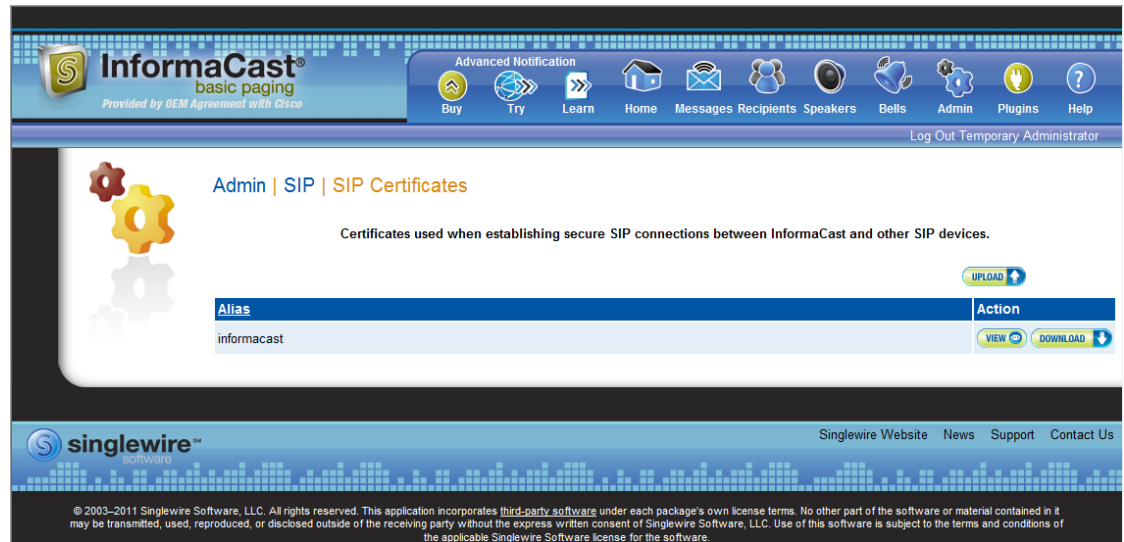 InformaCast®
basic paging
Provided by OEM Agreement with Cisco
Advanced Notification
Buy Try Learn Home Messages Recipients Speakers Bells Admin Plugins Help
Log Out Temporary Administrator
Admin | SIP | SIP Certificates
Certificates used when establishing secure SIP connections between InformaCast and other SIP devices.
UPLOAD
Alias Action
informacast VIEW DOWNLOAD
singlewire℠
software
Singlewire Website News Support Contact Us
© 2003–2011 Singlewire Software, LLC. All rights reserved. This application incorporates third-party software under each package's own license terms. No other part of the software or material contained in it
may be transmitted, used, reproduced, or disclosed outside of the receiving party without the express written consent of Singlewire Software, LLC. Use of this software is subject to the terms and conditions of
the applicable Singlewire Software license for the software.